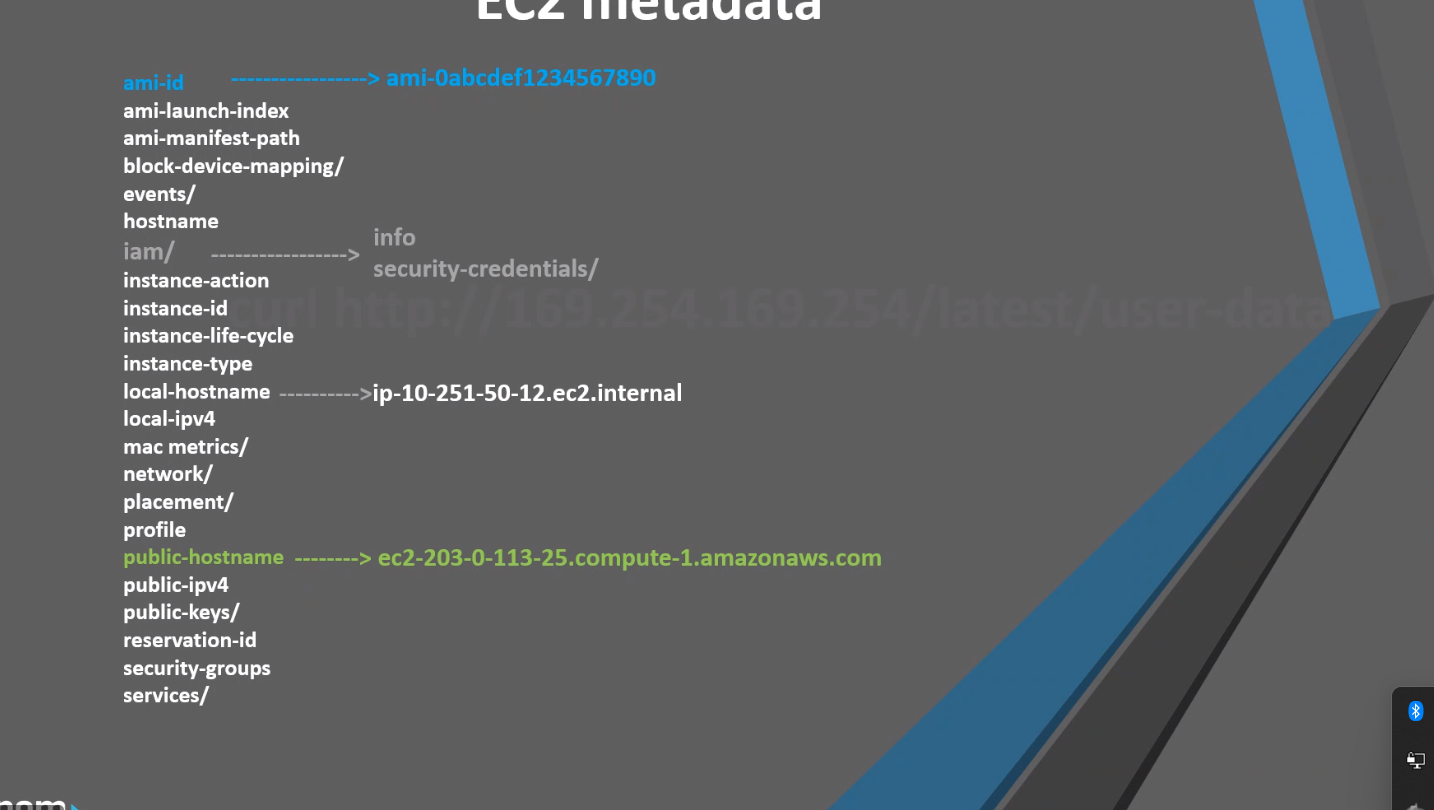 EC2 metadata
ami-id -----------------> ami-0abcdef1234567890
ami-launch-index
ami-manifest-path
block-device-mapping/
events/
hostname
iam/ -----------------> info
security-credentials/
instance-action
instance-id
curl http://169.254.169.254/latest/user-data
instance-life-cycle
instance-type
local-hostname ---------->ip-10-251-50-12.ec2.internal
local-ipv4
mac metrics/
network/
placement/
profile
public-hostname --------> ec2-203-0-113-25.compute-1.amazonaws.com
public-ipv4
public-keys/
reservation-id
security-groups
services/